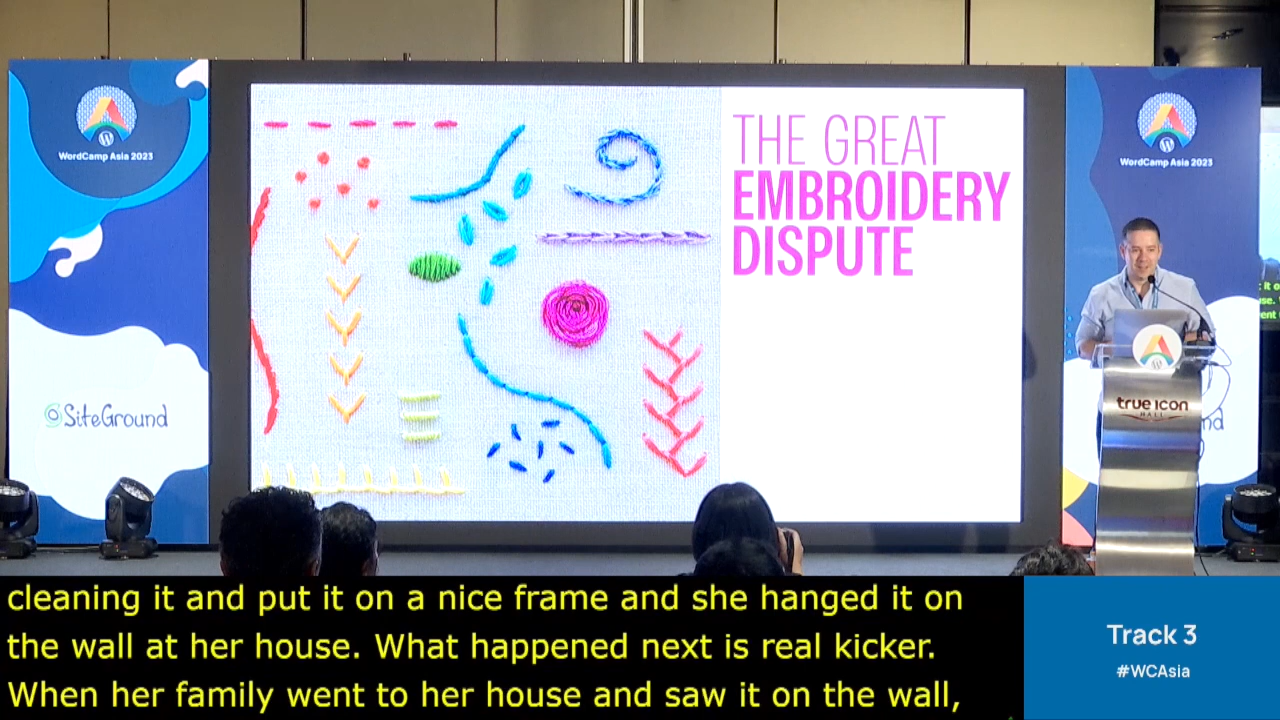 WordCamp Asia 2023
SiteGround
THE GREAT
EMBROIDERY
DISPUTE
WordCamp Asia 2023
true icon
HALL
cleaning it and put it on a nice frame and she hanged it on
the wall at her house. What happened next is real kicker.
When her family went to her house and saw it on the wall,
Track 3
#WCAsia